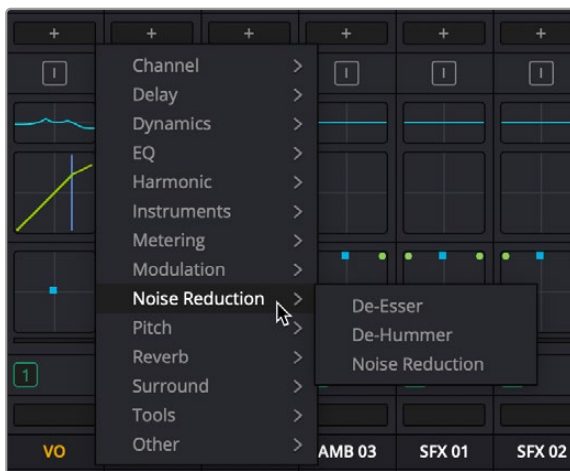 + + + + + +
I I I I
Channel >
Delay >
Dynamics >
EQ >
Harmonic >
Instruments >
Metering >
Modulation >
Noise Reduction >
De-Esser
De-Hummer
Noise Reduction
Pitch >
Reverb >
1
Surround >
Tools >
Other >
VO AMB 03 SFX 01 SFX 02